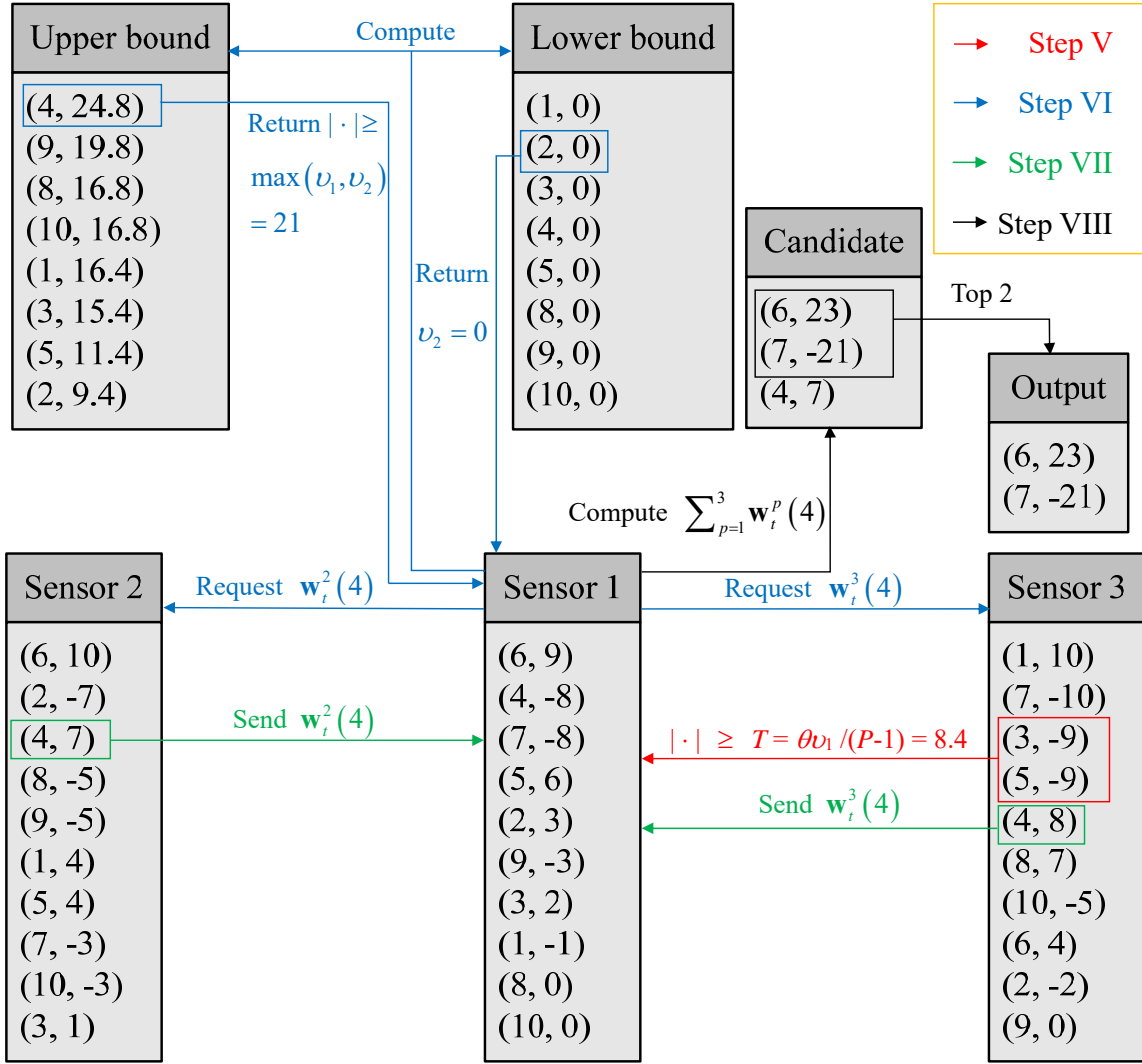 Upper bound
(4, 24.8)
(9, 19.8)
(8, 16.8)
(10, 16.8)
(1, 16.4)
(3, 15.4)
(5, 11.4)
(2, 9.4)
Compute
Return | · | ≥
max(υ₁, υ₂)
= 21
Lower bound
(1, 0)
(2, 0)
(3, 0)
(4, 0)
(5, 0)
(8, 0)
(9, 0)
(10, 0)
Return
υ₂ = 0
Step V
Step VI
Step VII
Step VIII
Candidate
(6, 23)
(7, -21)
(4, 7)
Top 2
Output
(6, 23)
(7, -21)
Compute ∑³ₚ₌₁ wₜᵖ(4)
Sensor 2
(6, 10)
(2, -7)
(4, 7)
(8, -5)
(9, -5)
(1, 4)
(5, 4)
(7, -3)
(10, -3)
(3, 1)
Request wₜ²(4)
Send wₜ²(4)
Sensor 1
(6, 9)
(4, -8)
(7, -8)
(5, 6)
(2, 3)
(9, -3)
(3, 2)
(1, -1)
(8, 0)
(10, 0)
Request wₜ³(4)
| · | ≥ T = θυ₁ /(P-1) = 8.4
Send wₜ³(4)
Sensor 3
(1, 10)
(7, -10)
(3, -9)
(5, -9)
(4, 8)
(8, 7)
(10, -5)
(6, 4)
(2, -2)
(9, 0)